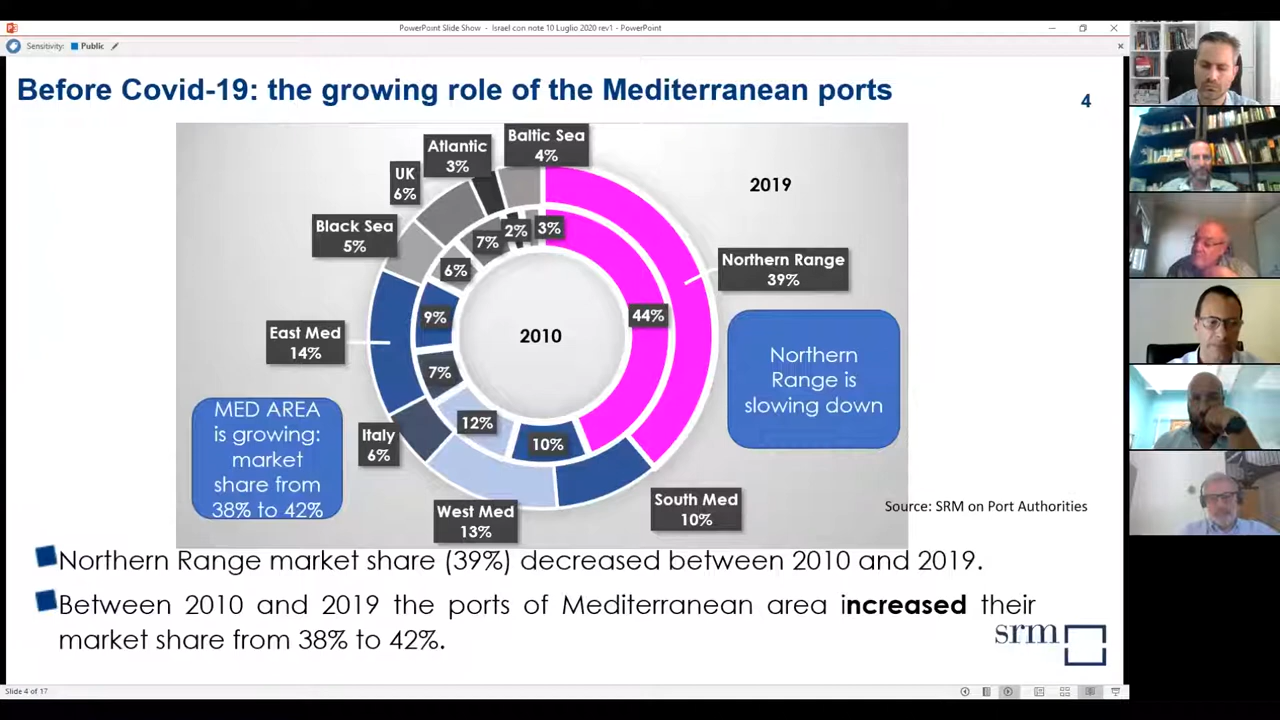 PowerPoint Slide Show - Israel con note 10 Luglio 2020 rev1 - PowerPoint
Sensitivity: Public
Before Covid-19: the growing role of the Mediterranean ports
4
Baltic Sea
4%
Atlantic
3%
UK
6%
Black Sea
5%
East Med
14%
Italy
6%
West Med
13%
South Med
10%
Northern Range
39%
2019
2010
3%
2%
7%
6%
9%
7%
12%
10%
44%
Northern
Range is
slowing down
MED AREA
is growing:
market
share from
38% to 42%
Source: SRM on Port Authorities
Northern Range market share (39%) decreased between 2010 and 2019.
Between 2010 and 2019 the ports of Mediterranean area increased their
market share from 38% to 42%.
srm
Slide 4 of 17